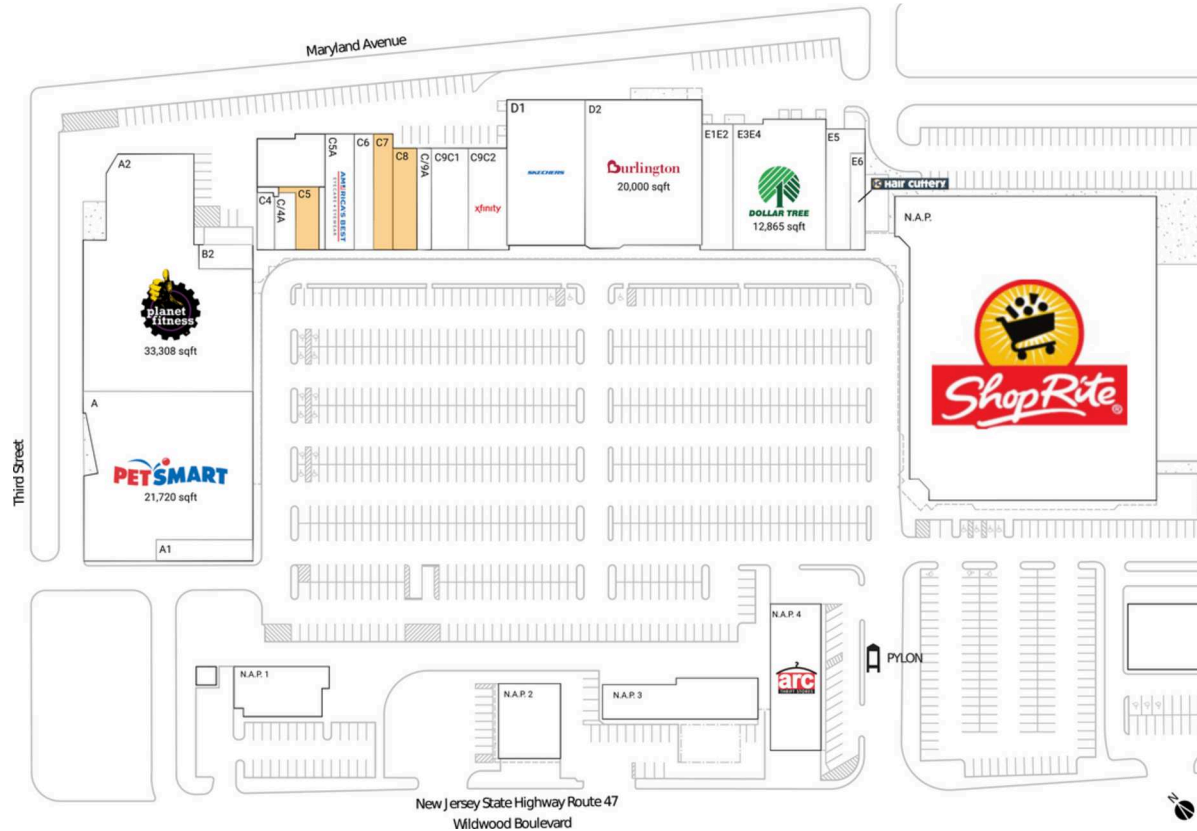 Maryland Avenue
A2
B2
planet
fitness
33,308 sqft
A
PETSMART
21,720 sqft
A1
Third Street
C4
C/4A
C5
C5A
AMERICA'S BEST
C6
C7
C8
C/9A
C9C1
C9C2
xfinity
D1
SKECHERS
D2
Burlington
20,000 sqft
E1E2
E3E4
DOLLAR TREE
12,865 sqft
E5
E6
Hair Cuttery
N.A.P.
ShopRite®
N.A.P. 1
N.A.P. 2
N.A.P. 3
N.A.P. 4
arc
PYLON
New Jersey State Highway Route 47
Wildwood Boulevard
N